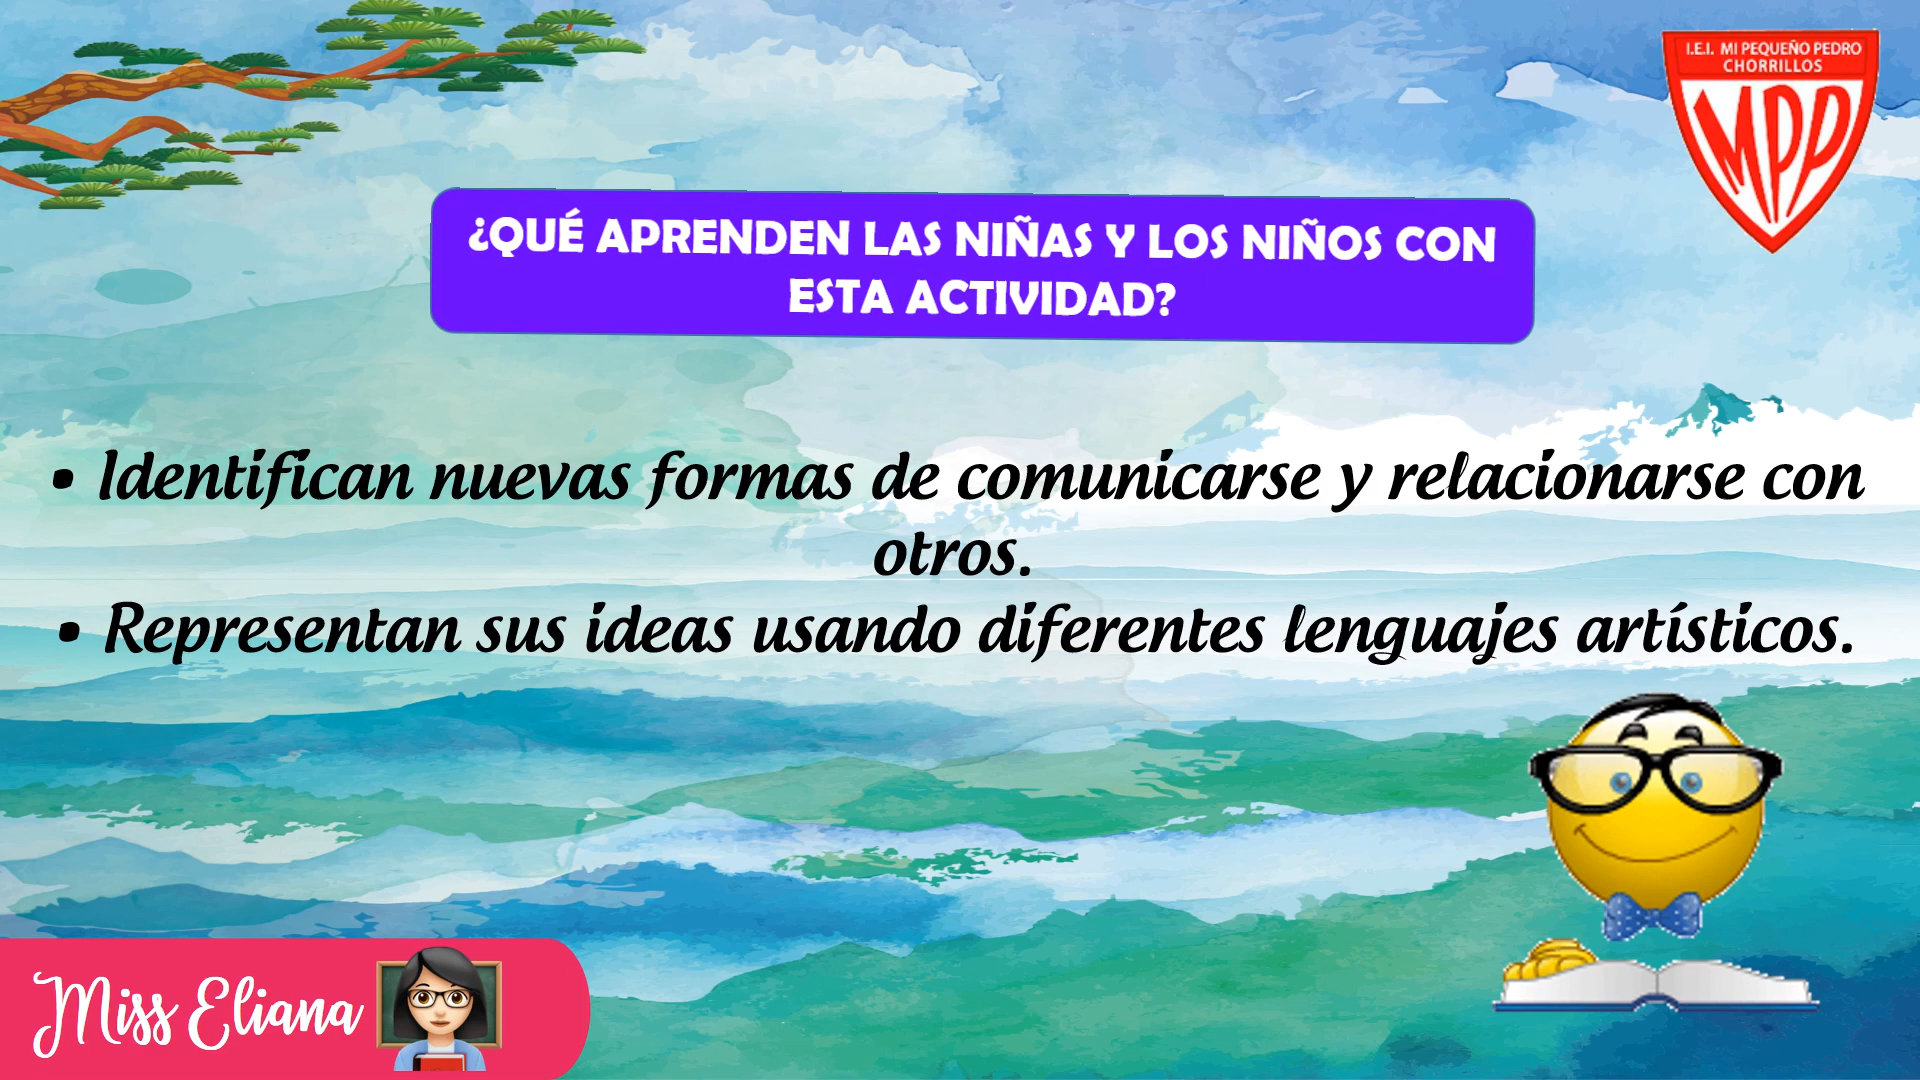 I.E.I. MI PEQUEÑO PEDRO
CHORRILLOS
MPP
¿QUÉ APRENDEN LAS NIÑAS Y LOS NIÑOS CON
ESTA ACTIVIDAD?
• Identifican nuevas formas de comunicarse y relacionarse con
otros.
• Representan sus ideas usando diferentes lenguajes artísticos.
Miss Eliana